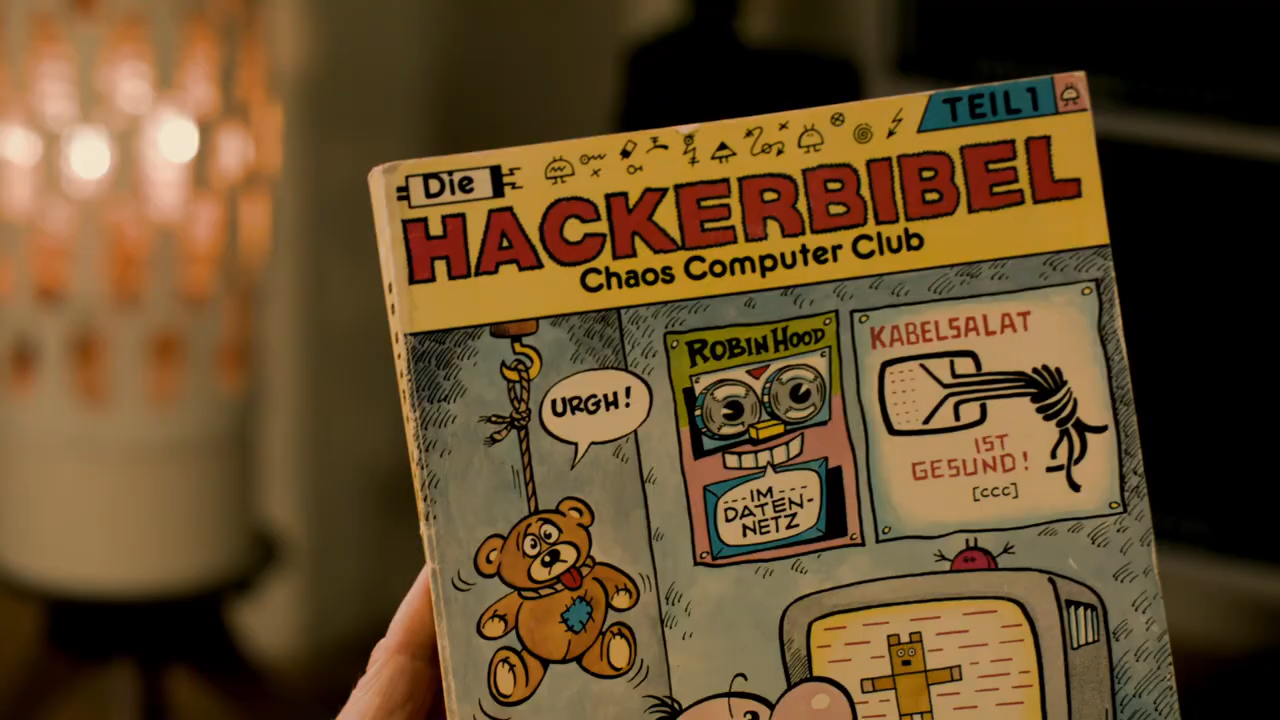 TEIL 1
Die
HACKERBIBEL
Chaos Computer Club
URGH!
ROBIN HOOD
IM
DATEN-
NETZ
KABELSALAT
IST
GESUND!
[CCC]